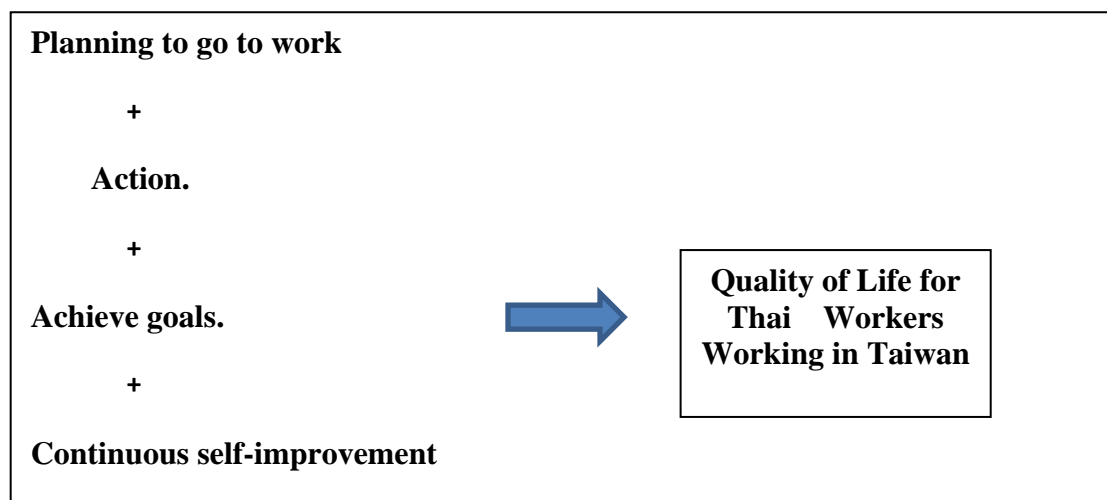 Planning to go to work
+
Action.
+
Achieve goals.
+
Continuous self-improvement
Quality of Life for
Thai Workers
Working in Taiwan